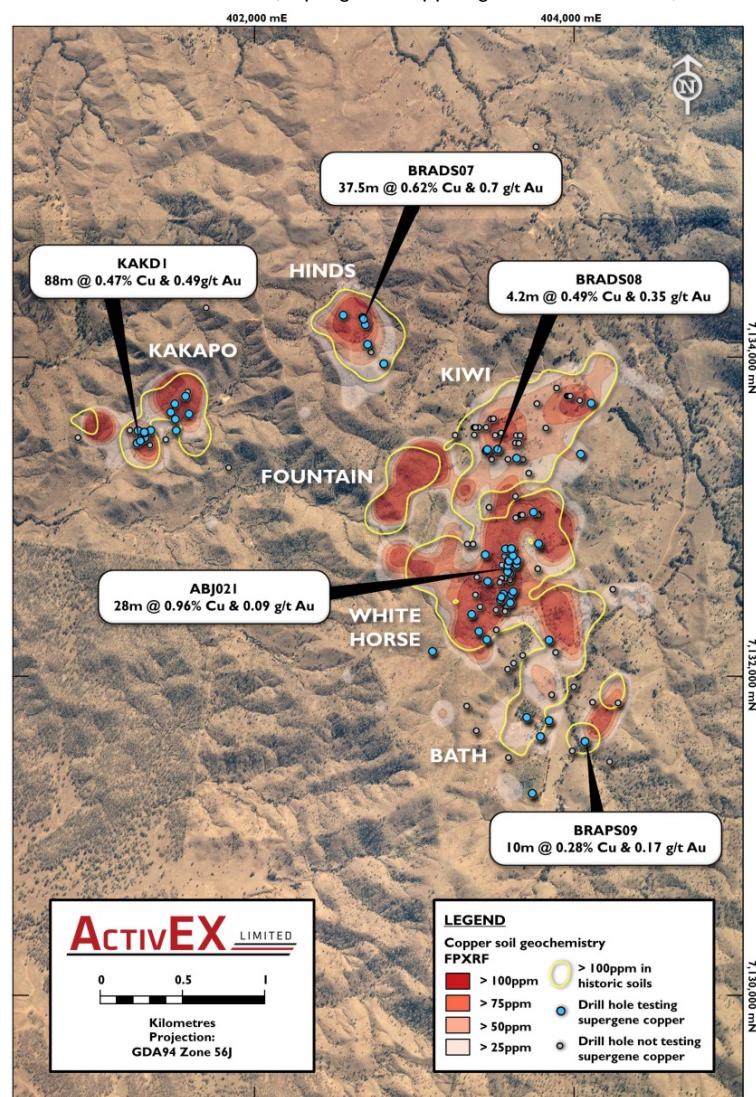 402,000 mE
404,000 mE
N
BRADS07
37.5m @ 0.62% Cu & 0.7 g/t Au
KAKD1
88m @ 0.47% Cu & 0.49g/t Au
HINDS
BRADS08
4.2m @ 0.49% Cu & 0.35 g/t Au
7,134,000 mN
KAKAPO
KIWI
FOUNTAIN
ABJ021
28m @ 0.96% Cu & 0.09 g/t Au
WHITE
HORSE
7,132,000 mN
BATH
BRAPS09
10m @ 0.28% Cu & 0.17 g/t Au
ACTIVEX LIMITED
0 0.5 1
Kilometres
Projection:
GDA94 Zone 56J
LEGEND
Copper soil geochemistry
FPXRF
> 100ppm
> 75ppm
> 50ppm
> 25ppm
> 100ppm in
historic soils
Drill hole testing
supergene copper
Drill hole not testing
supergene copper
7,130,000 mN